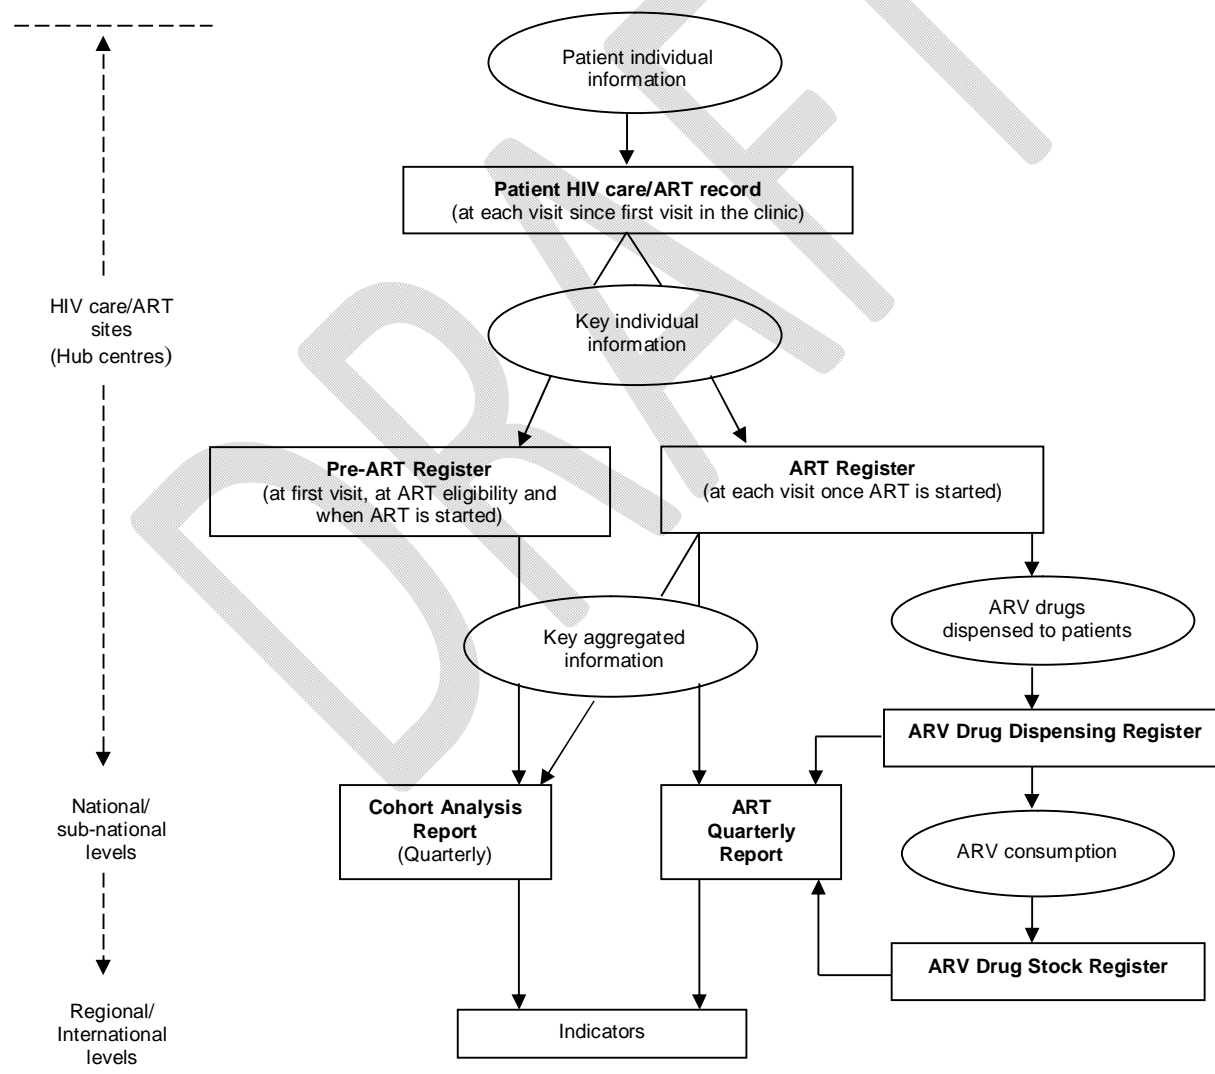 Patient individual
information
Patient HIV care/ART record
(at each visit since first visit in the clinic)
HIV care/ART
sites
(Hub centres)
Key individual
information
Pre-ART Register
(at first visit, at ART eligibility and
when ART is started)
ART Register
(at each visit once ART is started)
Key aggregated
information
ARV drugs
dispensed to patients
ARV Drug Dispensing Register
National/
sub-national
levels
Cohort Analysis
Report
(Quarterly)
ART
Quarterly
Report
ARV consumption
ARV Drug Stock Register
Regional/
International
levels
Indicators
DRAFT